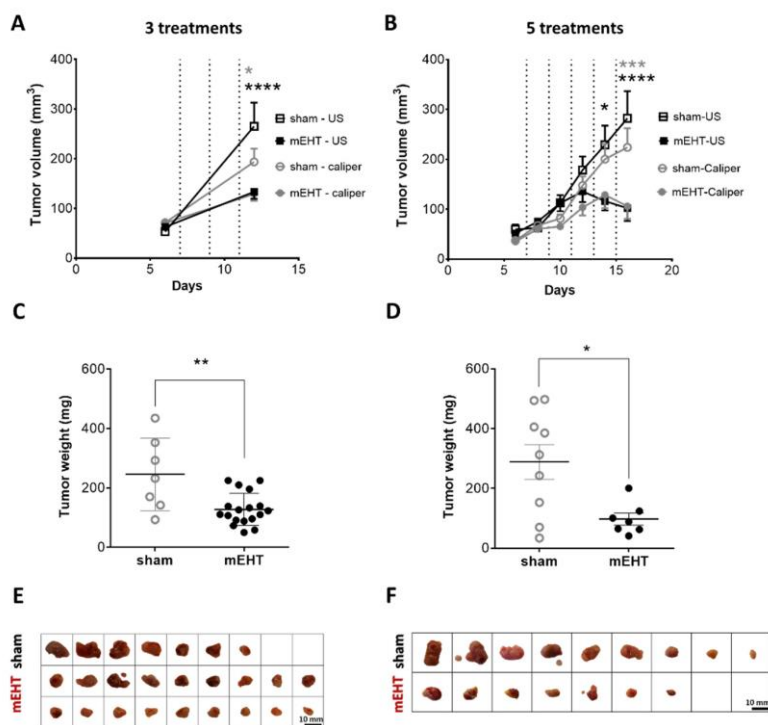 A
3 treatments
Tumor volume (mm³)
400
300
200
100
0
0
5
10
15
Days
*
****
sham - US
mEHT - US
sham - caliper
mEHT - caliper
B
5 treatments
Tumor volume (mm³)
400
300
200
100
0
0
5
10
15
20
Days
*
***
****
sham-US
mEHT-US
sham-Caliper
mEHT-Caliper
C
Tumor weight (mg)
600
400
200
0
**
sham
mEHT
D
Tumor weight (mg)
600
400
200
0
*
sham
mEHT
E
sham
mEHT
10 mm
F
sham
mEHT
10 mm